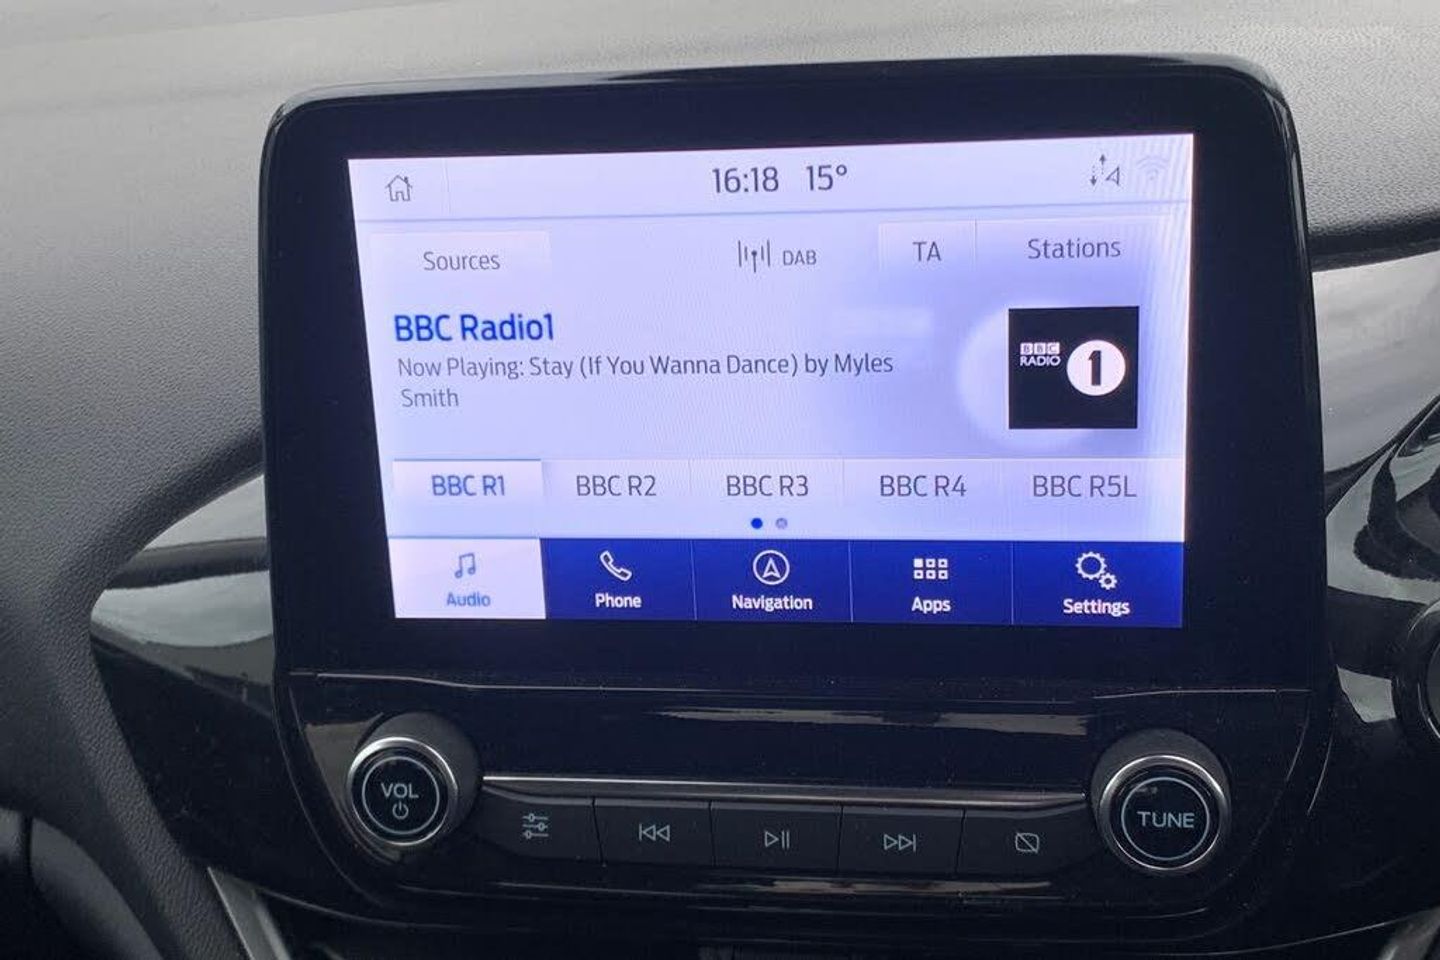 16:18 15°
Sources DAB TA Stations
BBC Radio1
Now Playing: Stay (If You Wanna Dance) by Myles
Smith
BBC
RADIO 1
BBC R1 BBC R2 BBC R3 BBC R4 BBC R5L
Audio Phone Navigation Apps Settings
VOL
TUNE